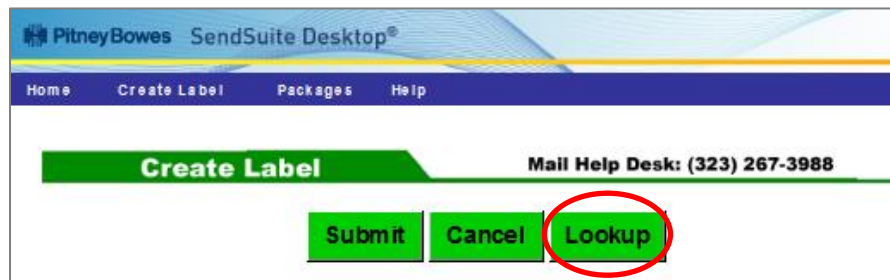 PitneyBowes SendSuite Desktop®
Home Create Label Packages Help
Create Label Mail Help Desk: (323) 267-3988
Submit Cancel Lookup